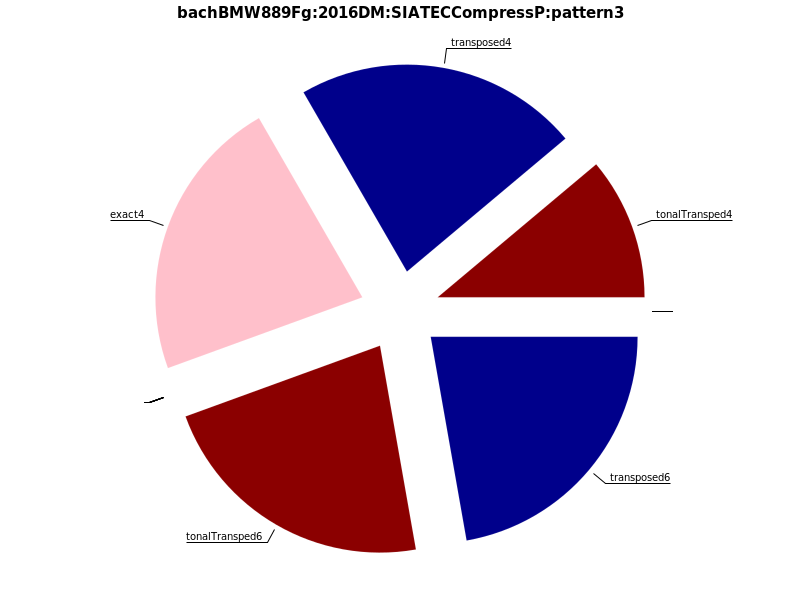 bachBMW889Fg:2016DM:SIATECCompressP:pattern3
transposed4
exact4
tonalTransped4
transposed6
tonalTransped6